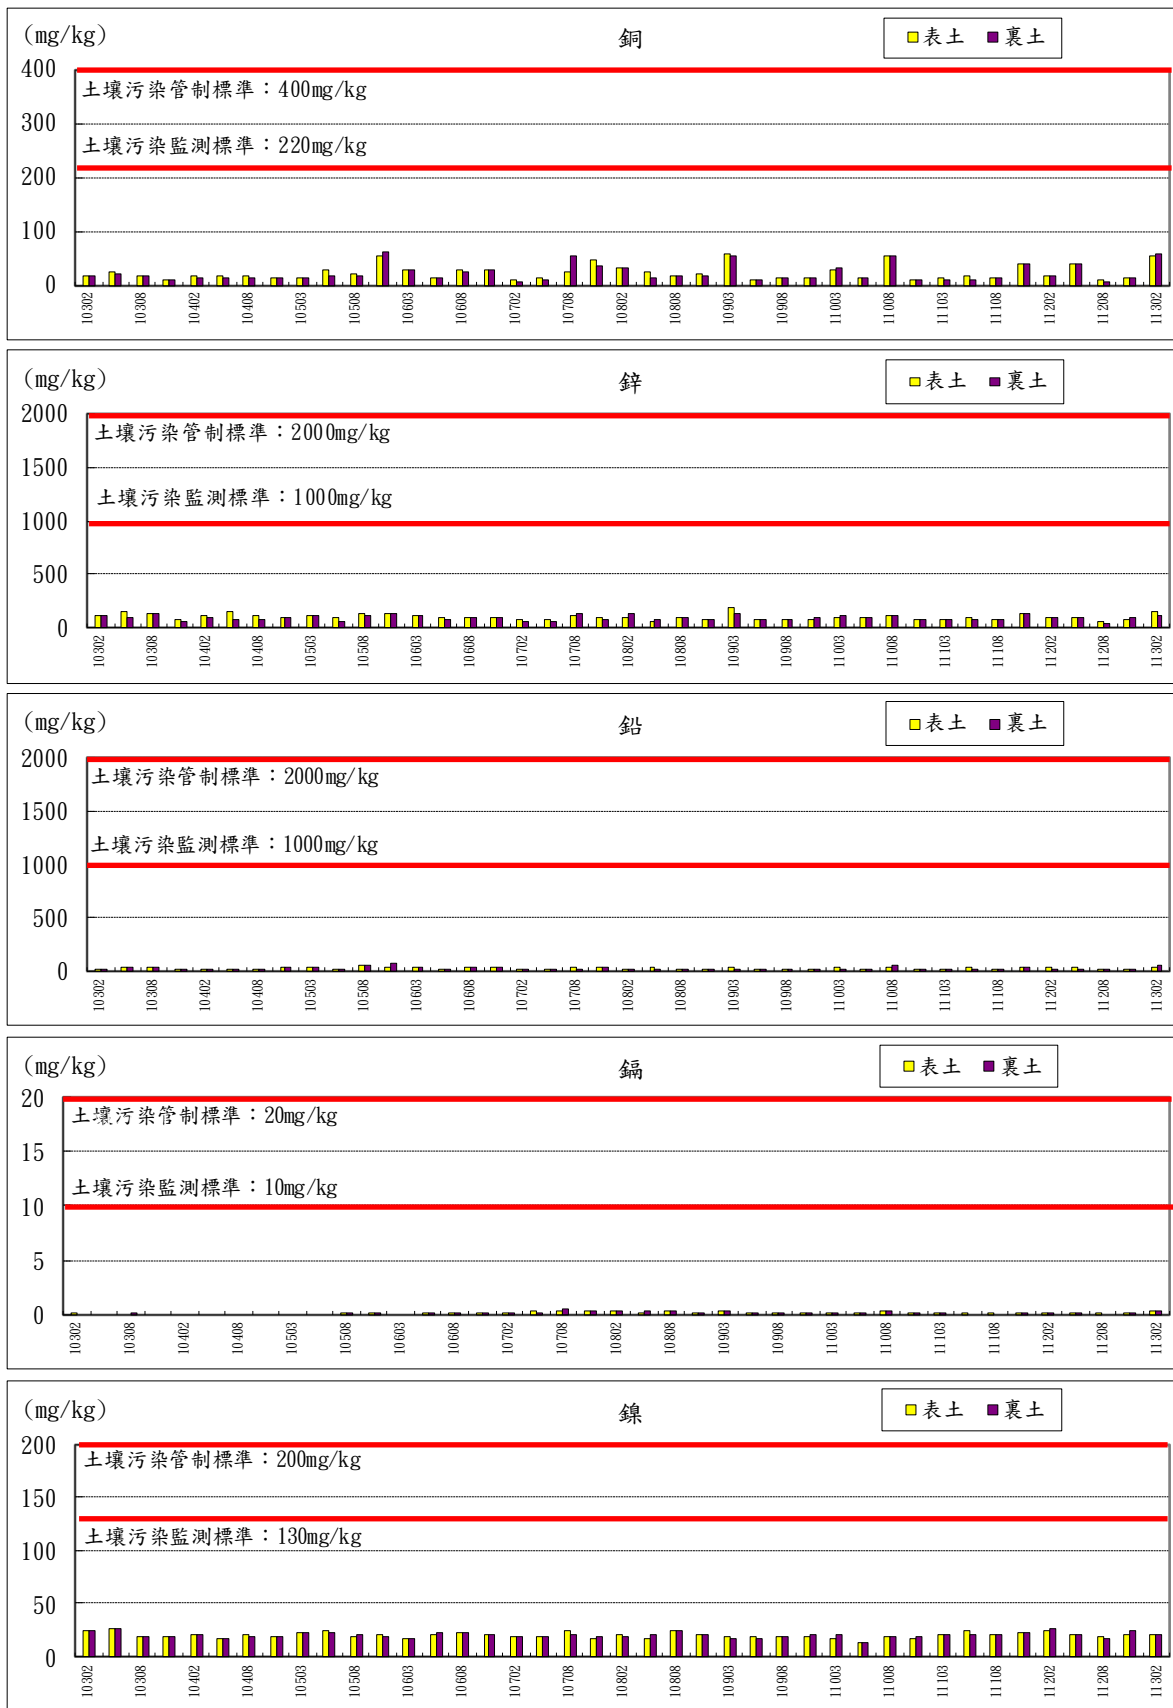 (mg/kg) 銅 表土 裏土
400
土壤污染管制標準：400mg/kg
300
土壤污染監測標準：220mg/kg
200
100
0
10302 10308 10402 10408 10503 10508 10603 10608 10702 10708 10802 10808 10903 10908 11003 11008 11103 11108 11202 11208 11302
(mg/kg) 鋅 表土 裏土
2000
土壤污染管制標準：2000mg/kg
1500
土壤污染監測標準：1000mg/kg
1000
500
0
10302 10308 10402 10408 10503 10508 10603 10608 10702 10708 10802 10808 10903 10908 11003 11008 11103 11108 11202 11208 11302
(mg/kg) 鉛 表土 裏土
2000
土壤污染管制標準：2000mg/kg
1500
土壤污染監測標準：1000mg/kg
1000
500
0
10302 10308 10402 10408 10503 10508 10603 10608 10702 10708 10802 10808 10903 10908 11003 11008 11103 11108 11202 11208 11302
(mg/kg) 鎘 表土 裏土
20
土壤污染管制標準：20mg/kg
15
土壤污染監測標準：10mg/kg
10
5
0
10302 10308 10402 10408 10503 10508 10603 10608 10702 10708 10802 10808 10903 10908 11003 11008 11103 11108 11202 11208 11302
(mg/kg) 鎳 表土 裏土
200
土壤污染管制標準：200mg/kg
150
土壤污染監測標準：130mg/kg
100
50
0
10302 10308 10402 10408 10503 10508 10603 10608 10702 10708 10802 10808 10903 10908 11003 11008 11103 11108 11202 11208 11302